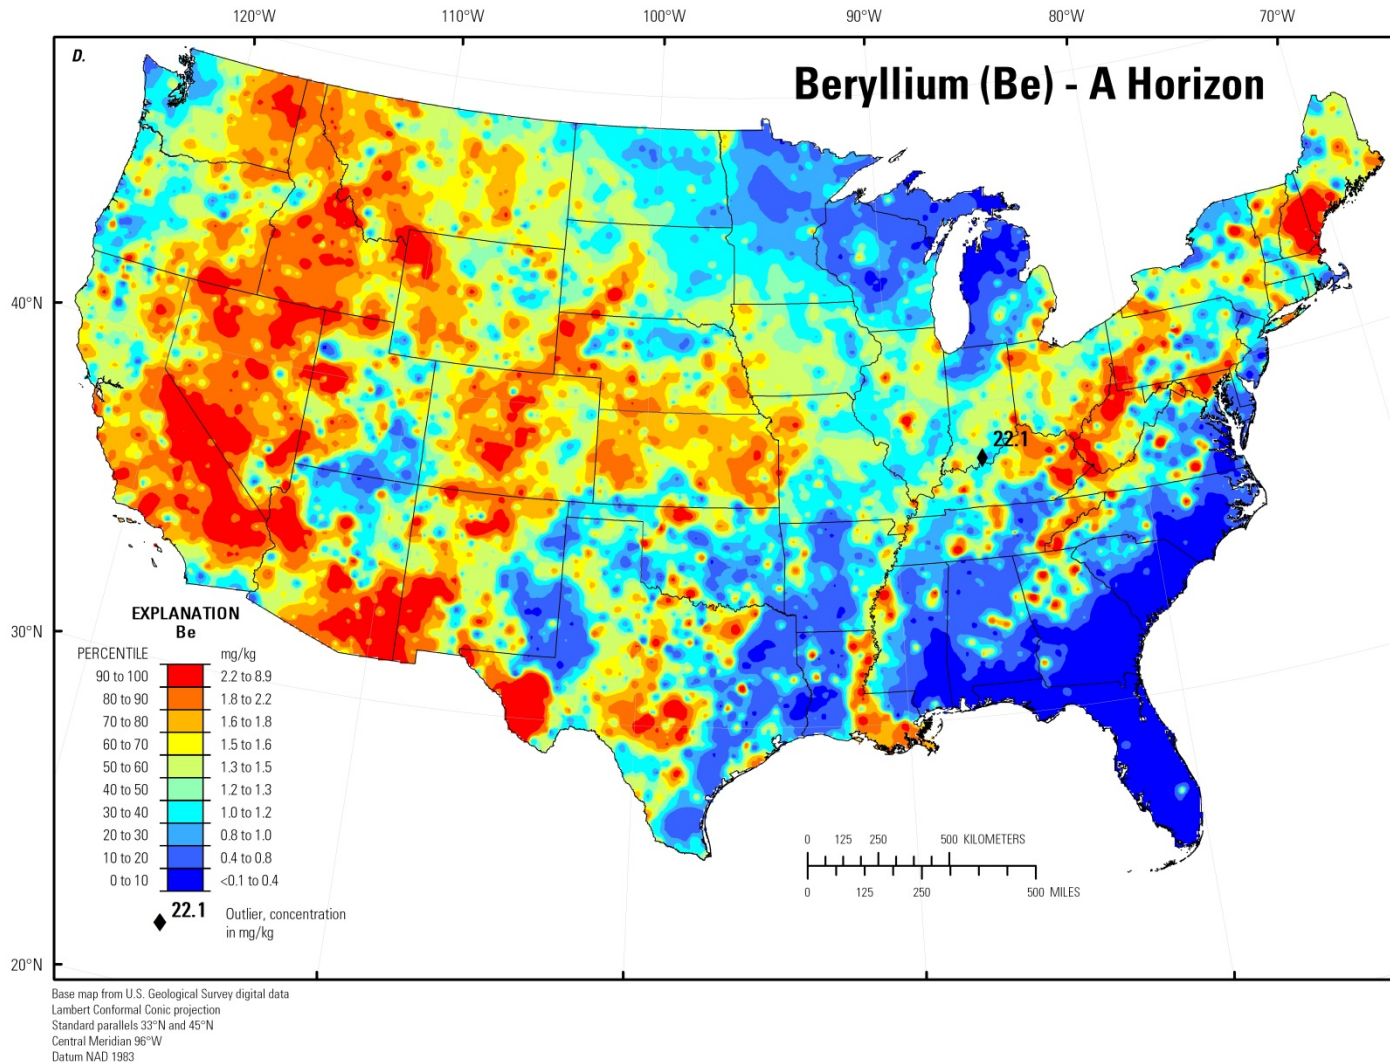 120°W 110°W 100°W 90°W 80°W 70°W
D.
Beryllium (Be) - A Horizon
40°N
22.1
30°N
EXPLANATION
Be
PERCENTILE mg/kg
90 to 100 2.2 to 8.9
80 to 90 1.8 to 2.2
70 to 80 1.6 to 1.8
60 to 70 1.5 to 1.6
50 to 60 1.3 to 1.5
40 to 50 1.2 to 1.3
30 to 40 1.0 to 1.2
20 to 30 0.8 to 1.0
10 to 20 0.4 to 0.8
0 to 10 <0.1 to 0.4
22.1 Outlier, concentration
in mg/kg
0 125 250 500 KILOMETERS
0 125 250 500 MILES
20°N
Base map from U.S. Geological Survey digital data
Lambert Conformal Conic projection
Standard parallels 33°N and 45°N
Central Meridian 96°W
Datum NAD 1983